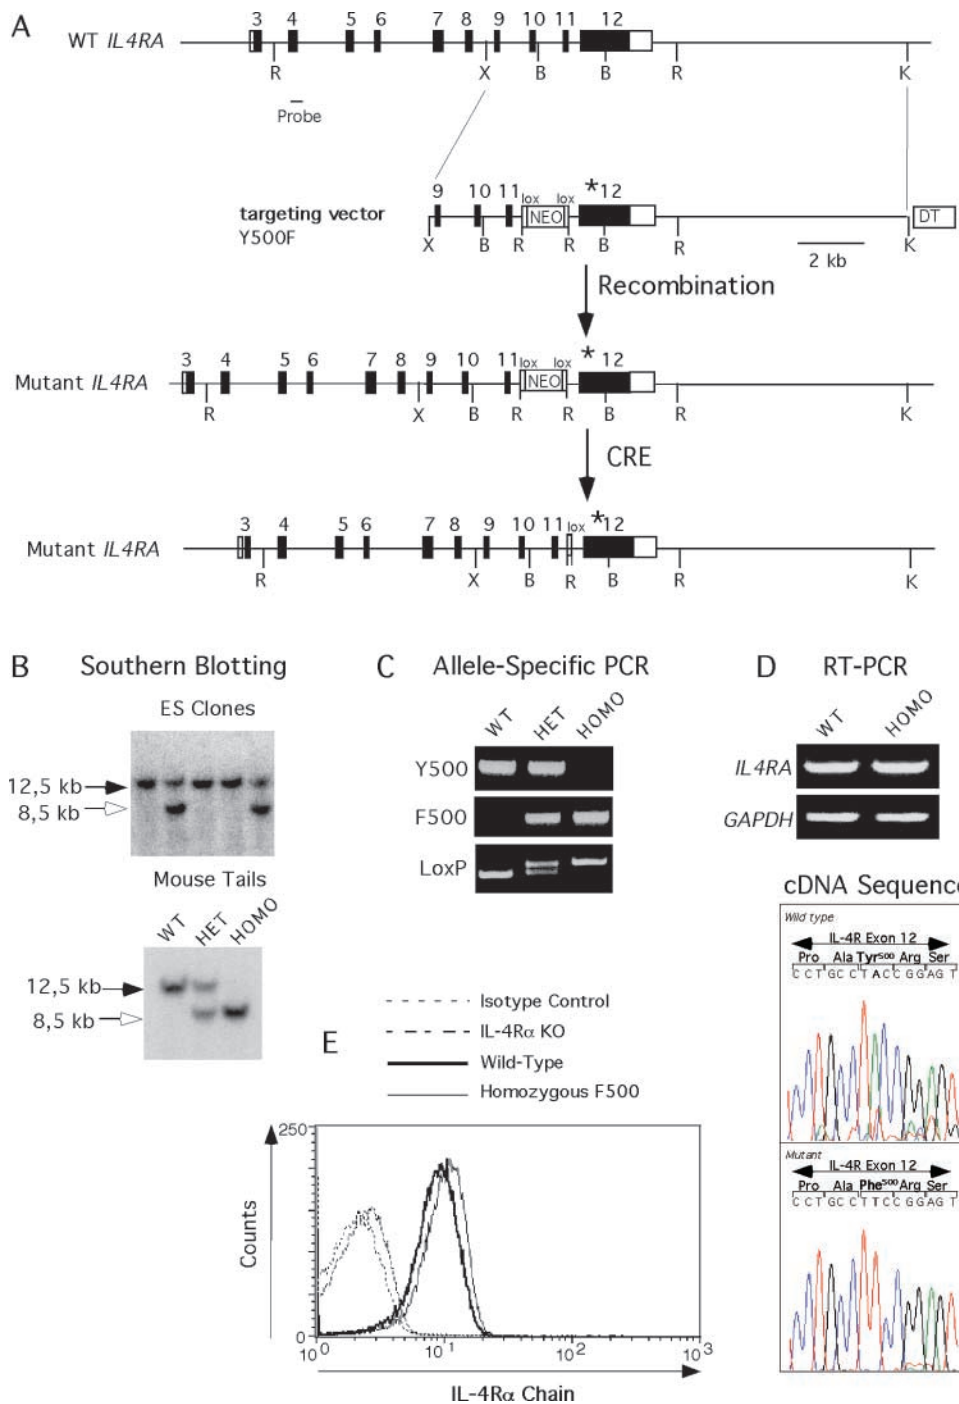 A
3 4 5 6 7 8 9 10 11 12
WT IL4RA
R X B B R K
Probe
9 10 11 lox lox * 12
targeting vector
Y500F
NEO DT
X B R R B R K
2 kb
Recombination
3 4 5 6 7 8 9 10 11 lox lox * 12
Mutant IL4RA
NEO
R X B R R B R K
CRE
3 4 5 6 7 8 9 10 11 lox * 12
Mutant IL4RA
R X B R B R K
B Southern Blotting
ES Clones
12,5 kb
8,5 kb
Mouse Tails
WT HET HOMO
12,5 kb
8,5 kb
C Allele-Specific PCR
WT HET HOMO
Y500
F500
LoxP
D RT-PCR
WT HOMO
IL4RA
GAPDH
cDNA Sequence
Wild type
IL-4R Exon 12
Pro Ala Tyr500 Arg Ser
C C T G C C T A C C G G A G T
Mutant
IL-4R Exon 12
Pro Ala Phe500 Arg Ser
C C T G C C T T C C G G A G T
E
Isotype Control
IL-4Rα KO
Wild-Type
Homozygous F500
250
Counts
0
10^0 10^1 10^2 10^3
IL-4Rα Chain